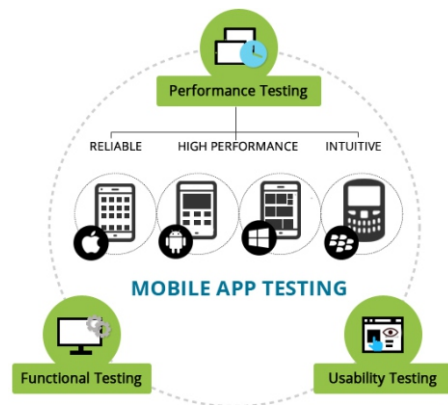 Performance Testing
RELIABLE HIGH PERFORMANCE INTUITIVE
MOBILE APP TESTING
Functional Testing Usability Testing